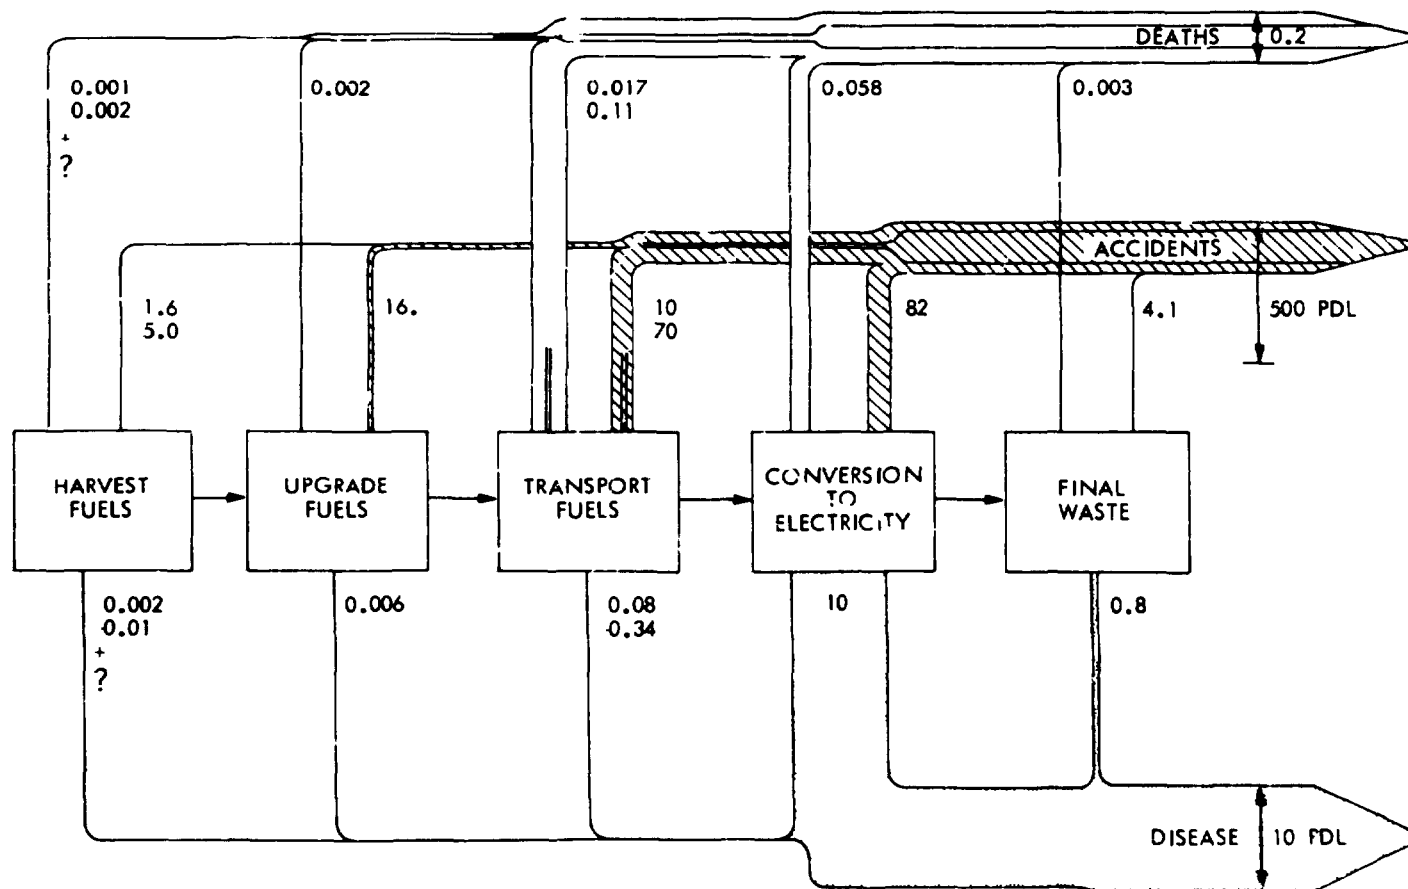 DEATHS 0.2
0.001
0.002
+
?
0.002
0.017
0.11
0.058
0.003
ACCIDENTS
500 PDL
1.6
5.0
16.
10
70
82
4.1
HARVEST
FUELS
UPGRADE
FUELS
TRANSPORT
FUELS
CONVERSION
TO
ELECTRICITY
FINAL
WASTE
0.002
0.01
+
?
0.006
0.08
0.34
10
0.8
DISEASE 10 PDL